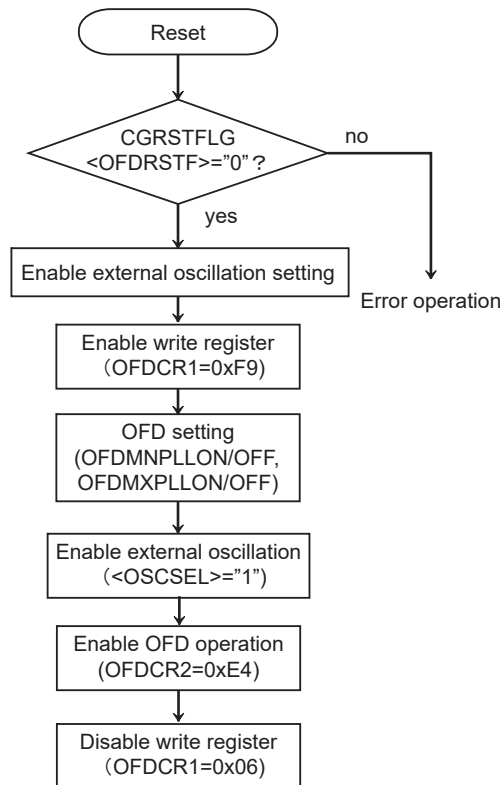 Reset
CGRSTFLG
<OFDRSTF>=”0”？
no
yes
Enable external oscillation setting
Error operation
Enable write register
（OFDCR1=0xF9)
OFD setting
(OFDMNPLLON/OFF,
OFDMXPLLON/OFF)
Enable external oscillation
（<OSCSEL>=”1”)
Enable OFD operation
(OFDCR2=0xE4)
Disable write register
（OFDCR1=0x06)